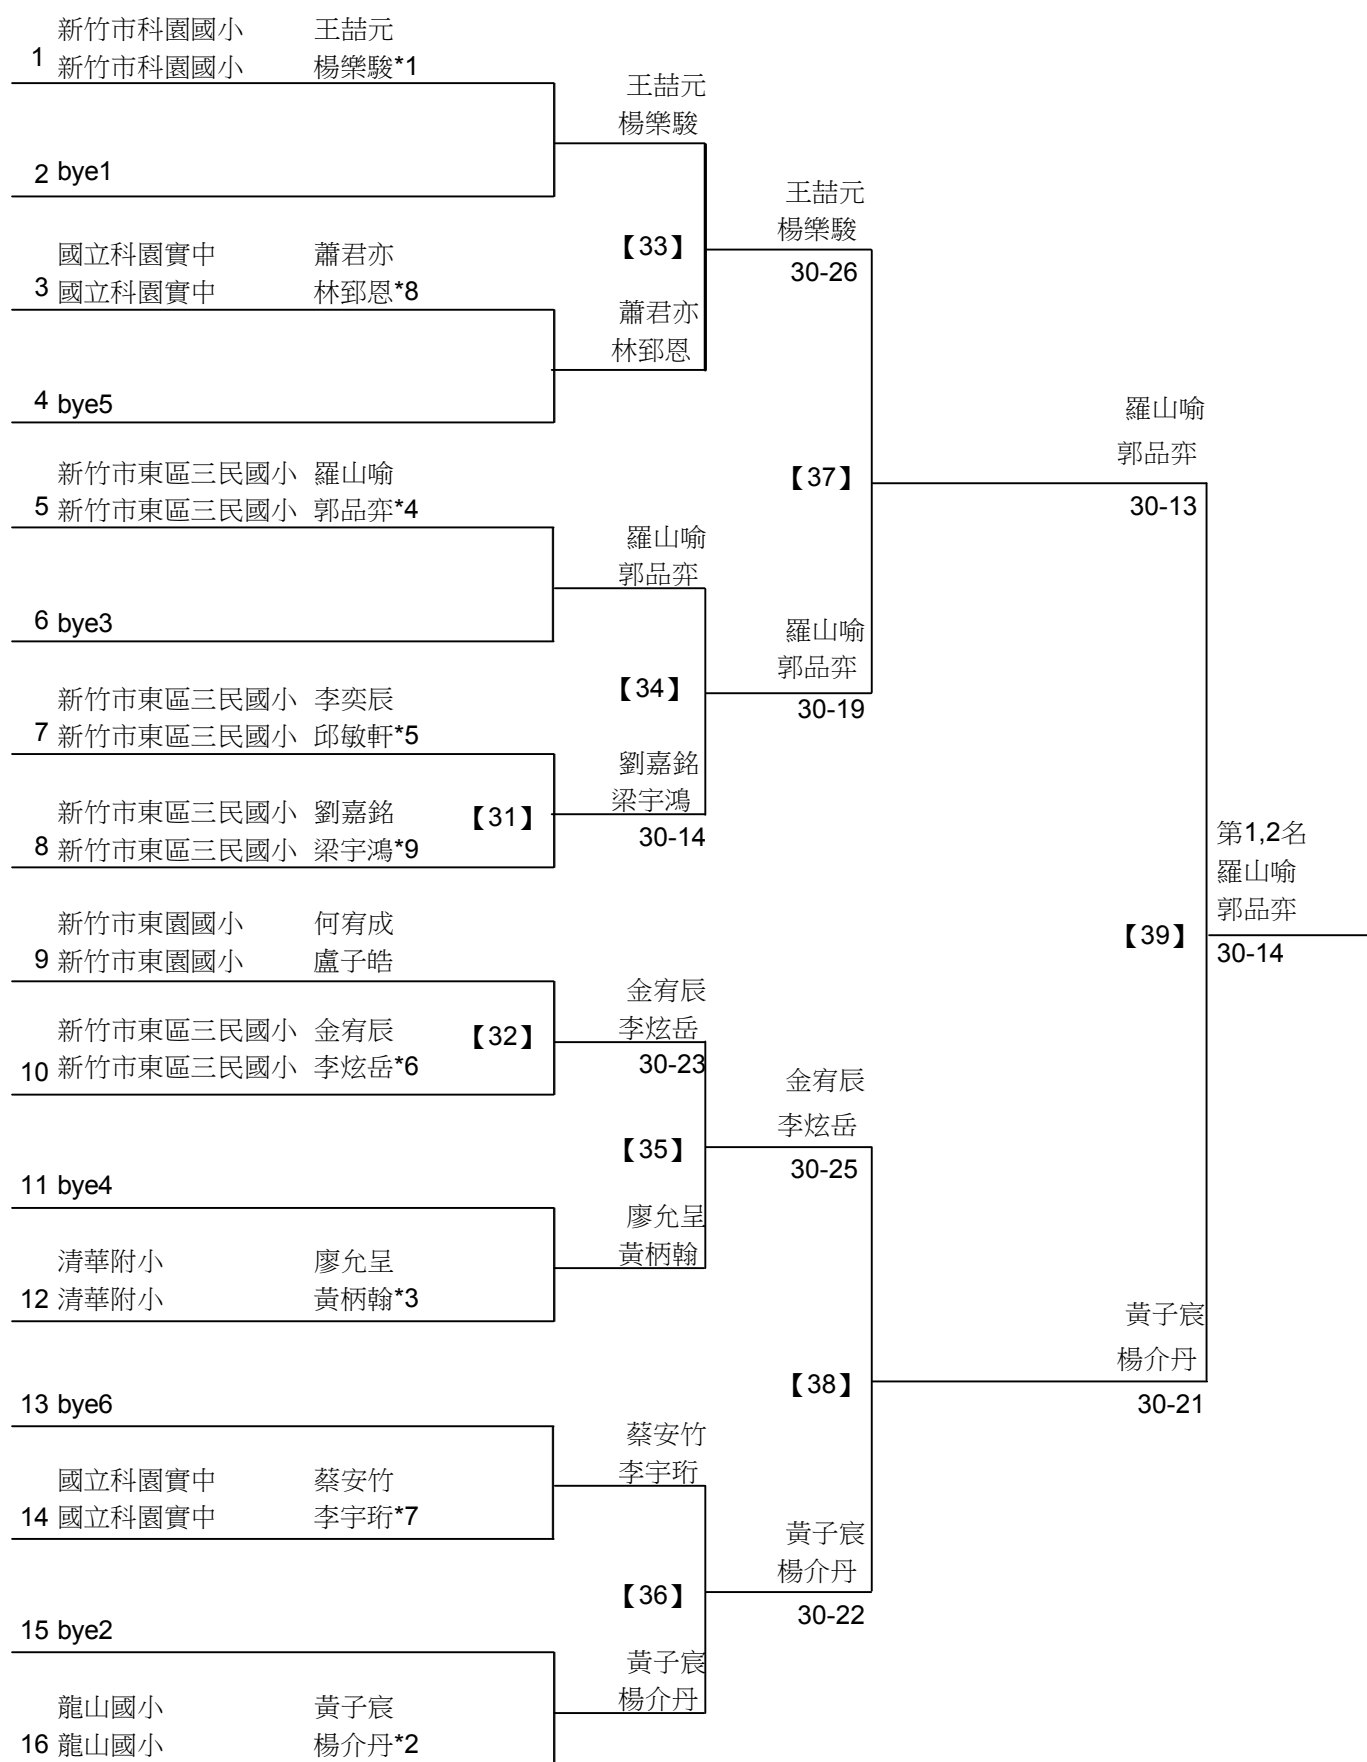 新竹市科園國小 王喆元
1 新竹市科園國小 楊樂駿*1
王喆元
楊樂駿
2 bye1
王喆元
楊樂駿
【33】
30-26
國立科園實中 蕭君亦
3 國立科園實中 林郅恩*8
蕭君亦
林郅恩
4 bye5
羅山喻
郭品弈
【37】
30-13
新竹市東區三民國小 羅山喻
5 新竹市東區三民國小 郭品弈*4
羅山喻
郭品弈
6 bye3
羅山喻
郭品弈
【34】
30-19
新竹市東區三民國小 李奕辰
7 新竹市東區三民國小 邱敏軒*5
劉嘉銘
梁宇鴻
【31】
30-14
新竹市東區三民國小 劉嘉銘
8 新竹市東區三民國小 梁宇鴻*9
第1,2名
羅山喻
郭品弈
【39】
30-14
新竹市東園國小 何宥成
9 新竹市東園國小 盧子皓
金宥辰
李炫岳
【32】
30-23
新竹市東區三民國小 金宥辰
10 新竹市東區三民國小 李炫岳*6
金宥辰
李炫岳
【35】
30-25
11 bye4
廖允呈
黃柄翰
清華附小 廖允呈
12 清華附小 黃柄翰*3
黃子宸
楊介丹
【38】
30-21
13 bye6
蔡安竹
李宇珩
國立科園實中 蔡安竹
14 國立科園實中 李宇珩*7
黃子宸
楊介丹
【36】
30-22
15 bye2
黃子宸
楊介丹
龍山國小 黃子宸
16 龍山國小 楊介丹*2